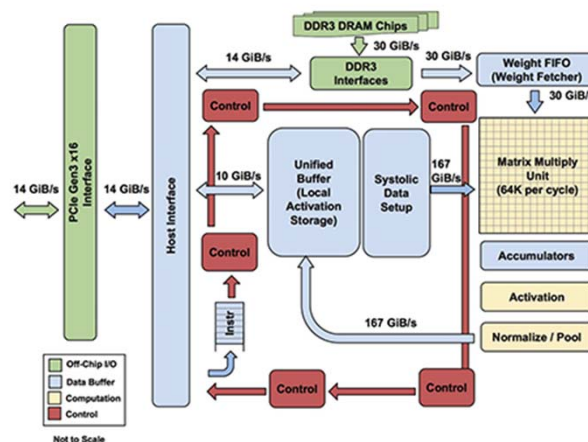 DDR3 DRAM Chips
30 GiB/s
14 GiB/s
30 GiB/s
DDR3
Interfaces
Weight FIFO
(Weight Fetcher)
30 GiB/s
Control
Control
PCIe Gen3 x16
Interface
Host Interface
14 GiB/s
14 GiB/s
10 GiB/s
Unified
Buffer
(Local
Activation
Storage)
Systolic
Data
Setup
167
GiB/s
Matrix Multiply
Unit
(64K per cycle)
Control
Accumulators
Activation
Instr
167 GiB/s
Normalize / Pool
Control
Control
Off-Chip I/O
Data Buffer
Computation
Control
Not to Scale